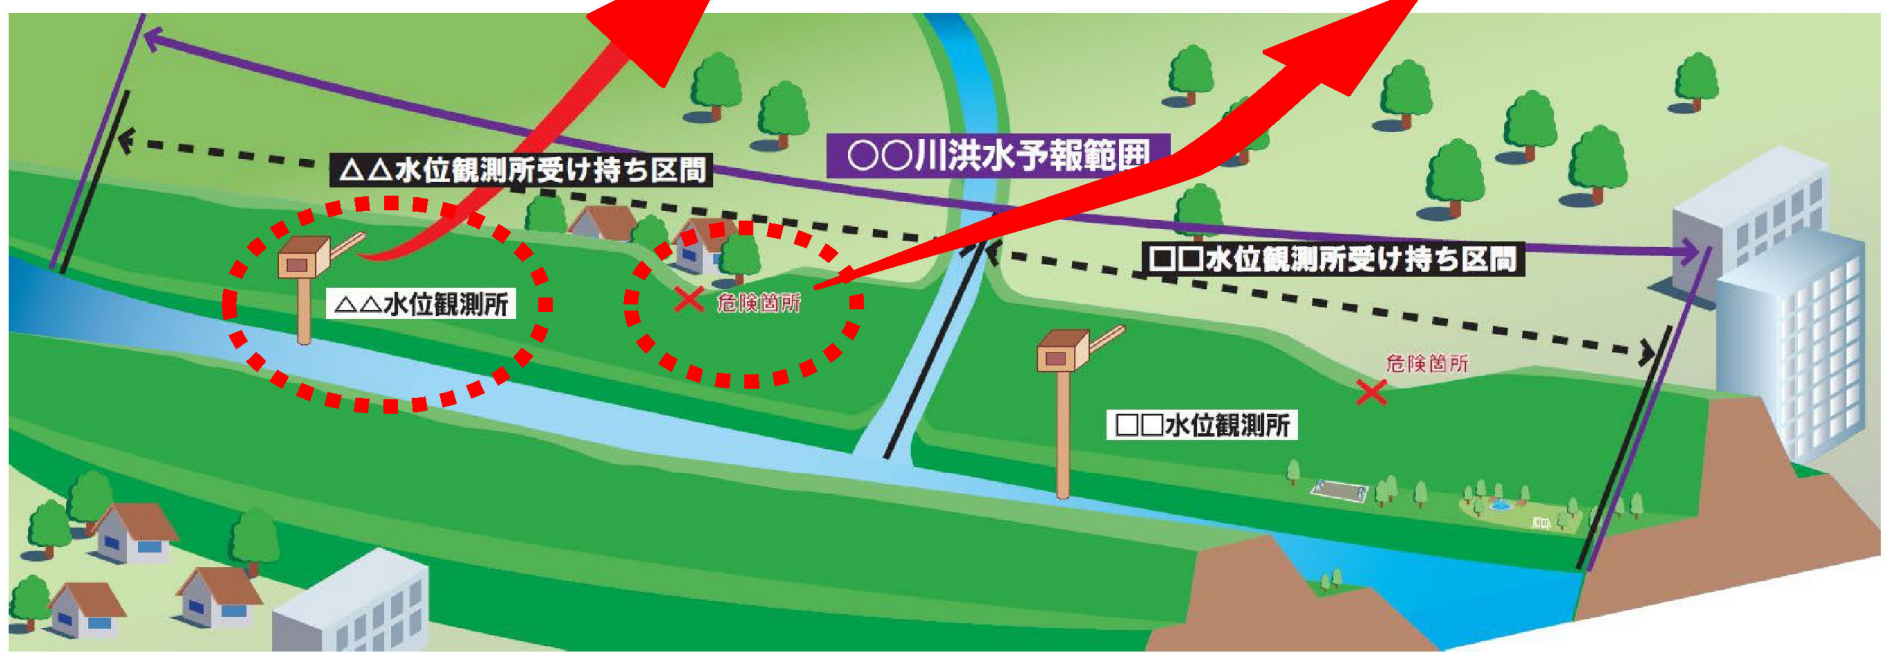 ○○川洪水予報範囲
△△水位観測所受け持ち区間
□□水位観測所受け持ち区間
△△水位観測所
危険箇所
危険箇所
□□水位観測所